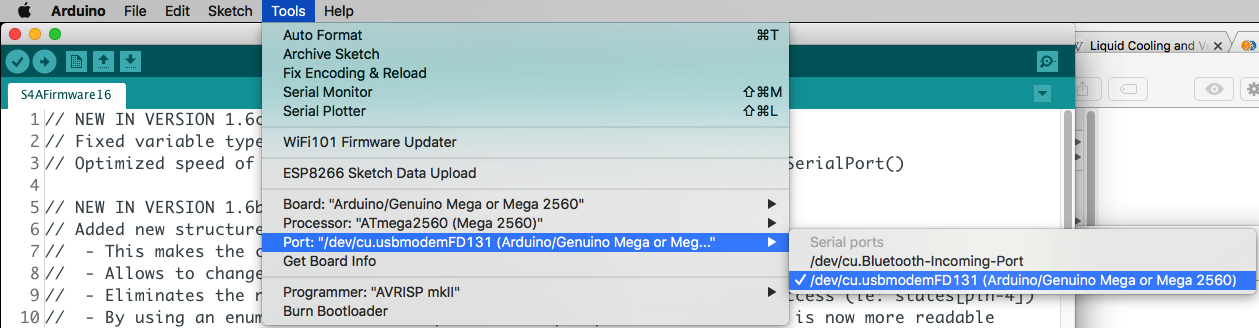 Arduino File Edit Sketch Tools Help
Auto Format ⌘T
Archive Sketch
Fix Encoding & Reload
Serial Monitor ⇧⌘M
Serial Plotter ⇧⌘L
WiFi101 Firmware Updater
ESP8266 Sketch Data Upload
Board: "Arduino/Genuino Mega or Mega 2560"
Processor: "ATmega2560 (Mega 2560)"
Port: "/dev/cu.usbmodemFD131 (Arduino/Genuino Mega or Meg..."
Get Board Info
Programmer: "AVRISP mkII"
Burn Bootloader
Serial ports
/dev/cu.Bluetooth-Incoming-Port
✓ /dev/cu.usbmodemFD131 (Arduino/Genuino Mega or Mega 2560)
Liquid Cooling and
S4AFirmware16
1 // NEW IN VERSION 1.6c
2 // Fixed variable type
3 // Optimized speed of SerialPort()
4
5 // NEW IN VERSION 1.6b
6 // Added new structure
7 // - This makes the c
8 // - Allows to change
9 // - Eliminates the r
10 // - By using an enum is now more readable